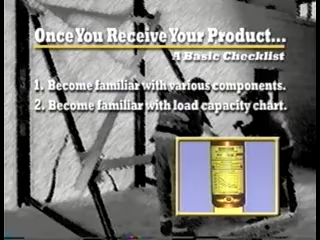 Once You Receive Your Product...
A Basic Checklist
1. Become familiar with various components.
2. Become familiar with load capacity chart.